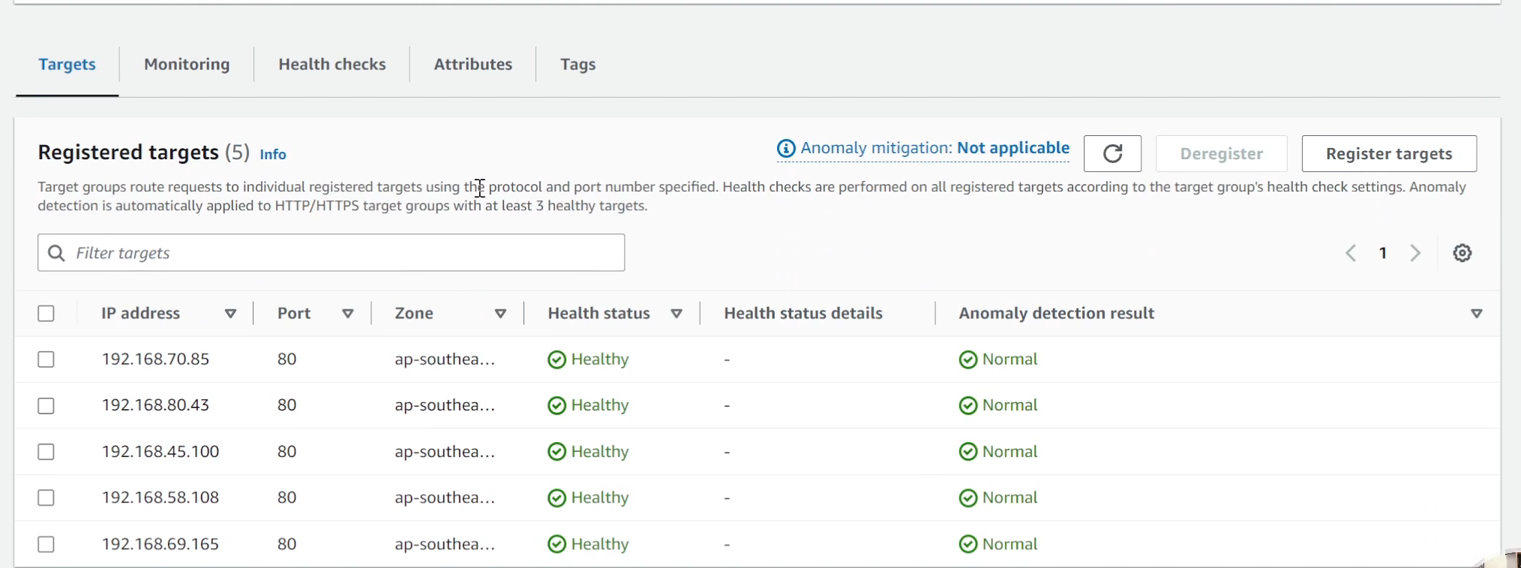 Targets Monitoring Health checks Attributes Tags
Registered targets (5) Info Anomaly mitigation: Not applicable Deregister Register targets
Target groups route requests to individual registered targets using the protocol and port number specified. Health checks are performed on all registered targets according to the target group's health check settings. Anomaly
detection is automatically applied to HTTP/HTTPS target groups with at least 3 healthy targets.
Filter targets 1
IP address Port Zone Health status Health status details Anomaly detection result
192.168.70.85 80 ap-southea... Healthy - Normal
192.168.80.43 80 ap-southea... Healthy - Normal
192.168.45.100 80 ap-southea... Healthy - Normal
192.168.58.108 80 ap-southea... Healthy - Normal
192.168.69.165 80 ap-southea... Healthy - Normal